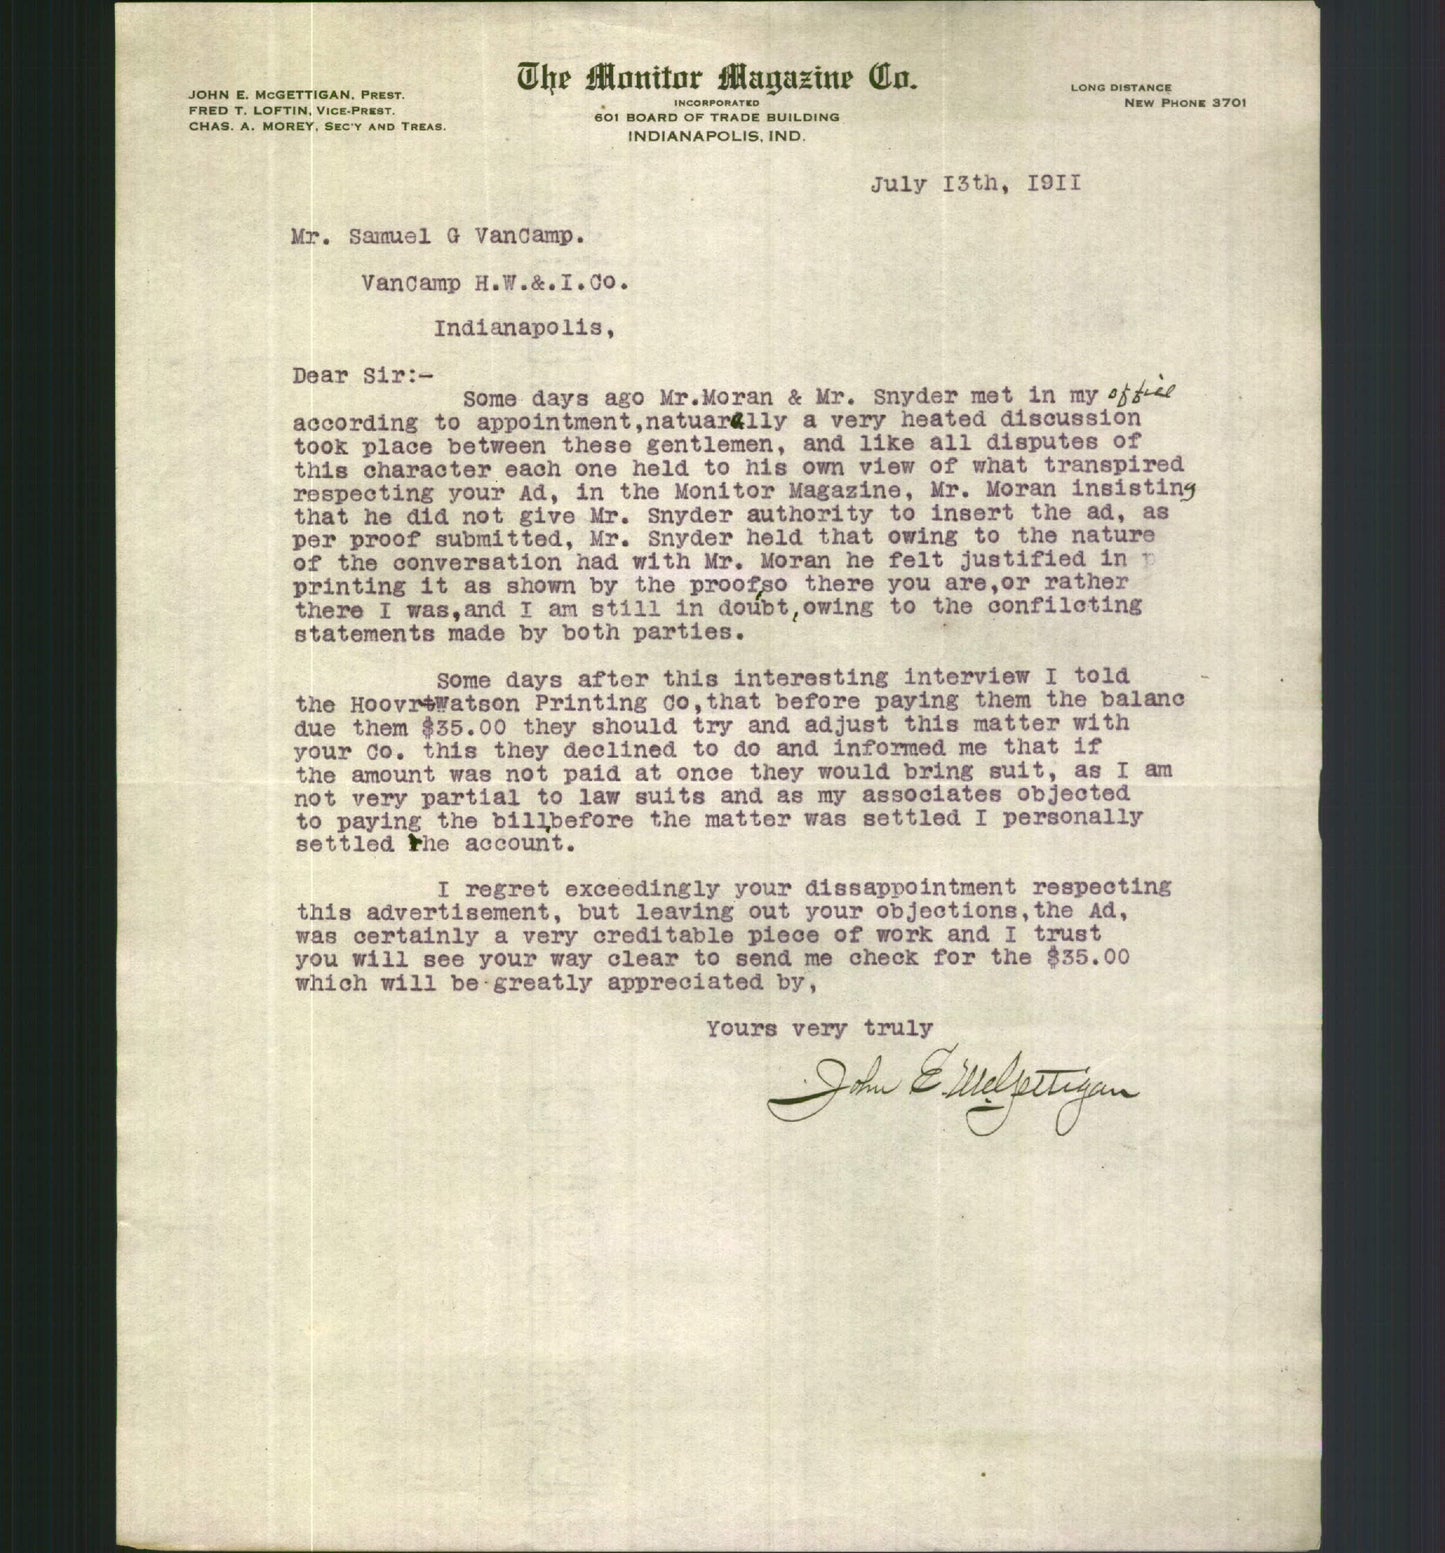 The Monitor Magazine Co.
INCORPORATED
601 BOARD OF TRADE BUILDING
INDIANAPOLIS, IND.
JOHN E. McGETTIGAN, PREST.
FRED T. LOFTIN, VICE-PREST.
CHAS. A. MOREY, SEC'Y AND TREAS.
LONG DISTANCE
NEW PHONE 3701
July I3th, I9II
Mr. Samuel G VanCamp.
VanCamp H.W.&.I.Co.
Indianapolis,
Dear Sir:-
Some days ago Mr.Moran & Mr. Snyder met in my office
according to appointment,natuarally a very heated discussion
took place between these gentlemen, and like all disputes of
this character each one held to his own view of what transpired
respecting your Ad, in the Monitor Magazine, Mr. Moran insisting
that he did not give Mr. Snyder authority to insert the ad, as
per proof submitted, Mr. Snyder held that owing to the nature
of the conversation had with Mr. Moran he felt justified in p
printing it as shown by the proof,so there you are,or rather
there I was,and I am still in doubt,owing to the confilcting
statements made by both parties.
Some days after this interesting interview I told
the Hoovr-Watson Printing Co,that before paying them the balanc
due them $35.00 they should try and adjust this matter with
your Co. this they declined to do and informed me that if
the amount was not paid at once they would bring suit, as I am
not very partial to law suits and as my associates objected
to paying the bill,before the matter was settled I personally
settled the account.
I regret exceedingly your dissappointment respecting
this advertisement, but leaving out your objections,the Ad,
was certainly a very creditable piece of work and I trust
you will see your way clear to send me check for the $35.00
which will be greatly appreciated by,
Yours very truly
John E. McGettigan